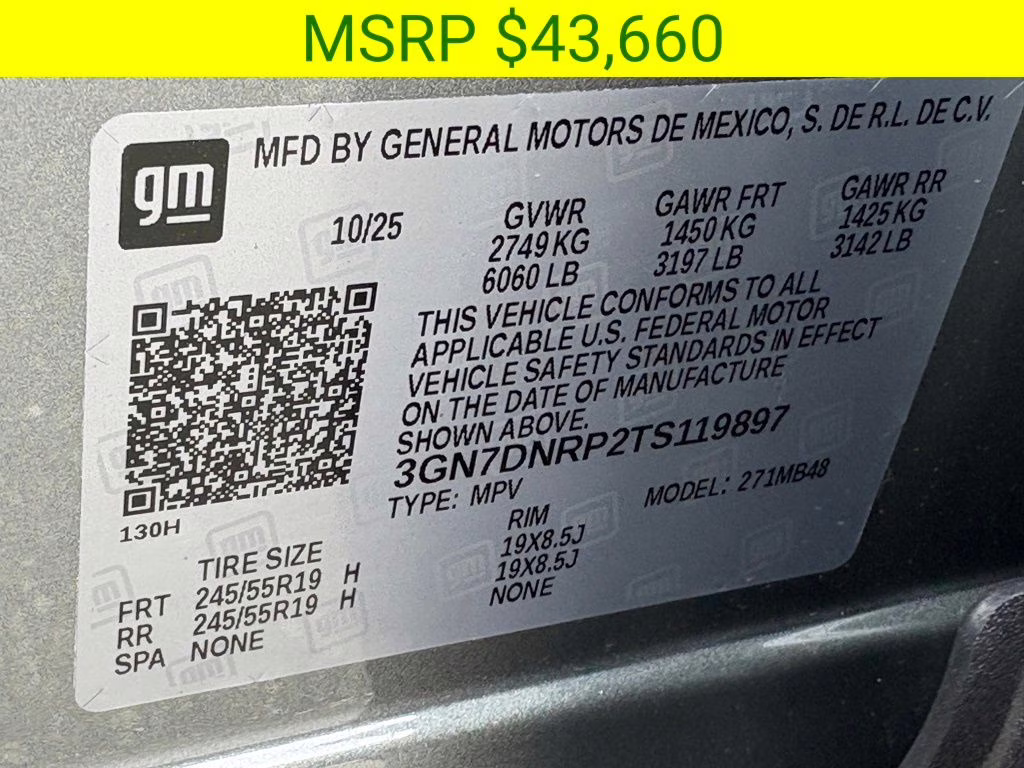 MSRP $43,660
MFD BY GENERAL MOTORS DE MEXICO, S. DE R.L. DE C.V.
gm
10/25
GVWR GAWR FRT GAWR RR
2749 KG 1450 KG 1425 KG
6060 LB 3197 LB 3142 LB
THIS VEHICLE CONFORMS TO ALL
APPLICABLE U.S. FEDERAL MOTOR
VEHICLE SAFETY STANDARDS IN EFFECT
ON THE DATE OF MANUFACTURE
SHOWN ABOVE.
3GN7DNRP2TS119897
TYPE: MPV MODEL: 271MB48
130H
TIRE SIZE RIM
FRT 245/55R19 H 19X8.5J
RR 245/55R19 H 19X8.5J
SPA NONE NONE